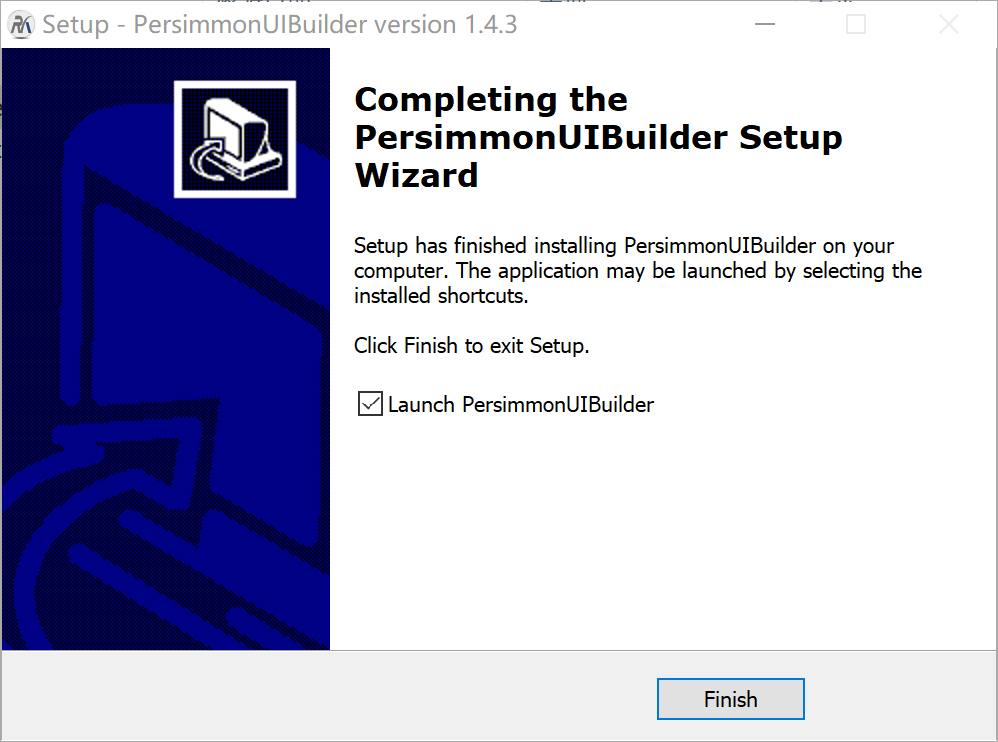 Setup - PersimmonUIBuilder version 1.4.3
Completing the
PersimmonUIBuilder Setup
Wizard
Setup has finished installing PersimmonUIBuilder on your
computer. The application may be launched by selecting the
installed shortcuts.
Click Finish to exit Setup.
Launch PersimmonUIBuilder
Finish